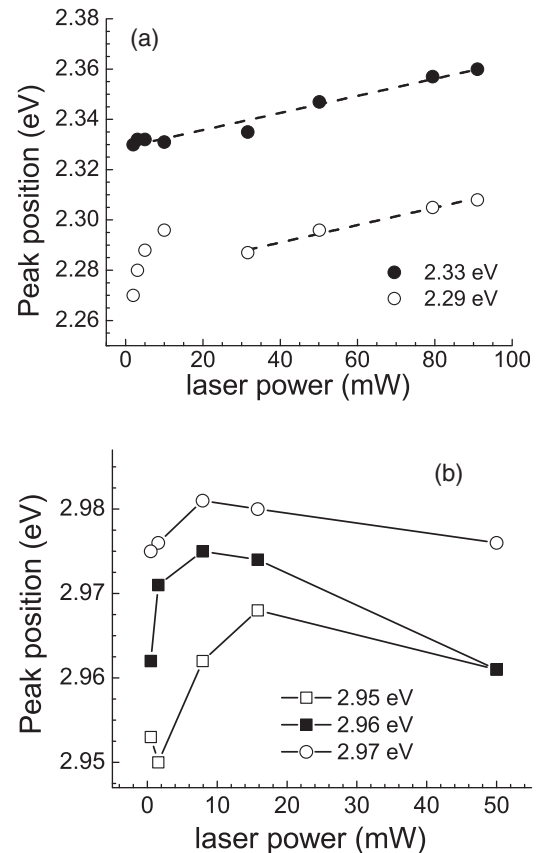 (a)
2.38
2.36
2.34
2.32
2.30
2.28
2.26
Peak position (eV)
2.33 eV
2.29 eV
0 20 40 60 80 100
laser power (mW)
(b)
2.98
2.97
2.96
2.95
Peak position (eV)
2.95 eV
2.96 eV
2.97 eV
0 10 20 30 40 50
laser power (mW)